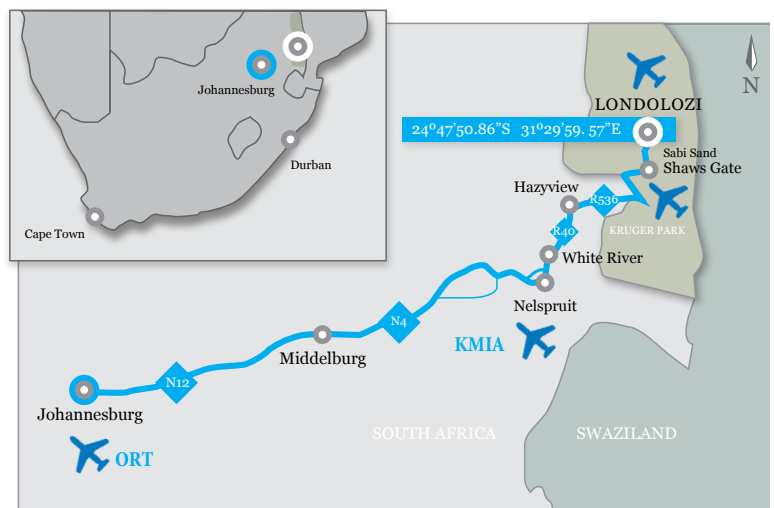 Johannesburg
Durban
Cape Town
N
LONDOLOZI
24º47'50.86”S 31º29'59. 57”E
Sabi Sand
Shaws Gate
Hazyview
R536
R40
KRUGER PARK
White River
Nelspruit
N4
KMIA
Middelburg
N12
Johannesburg
ORT
SOUTH AFRICA
SWAZILAND